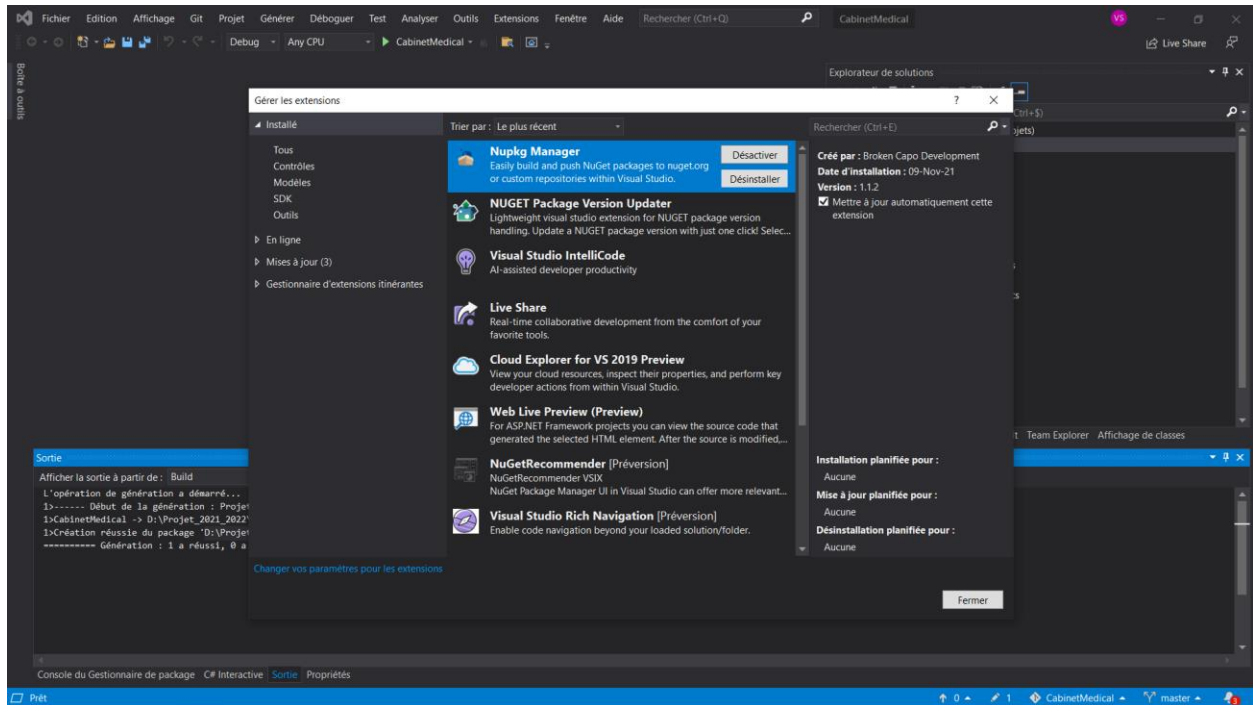 Fichier Edition Affichage Git Projet Générer Déboguer Test Analyser Outils Extensions Fenêtre Aide Rechercher (Ctrl+Q) CabinetMedical VS
Debug Any CPU CabinetMedical Live Share
Boîte à outils
Explorateur de solutions
Gérer les extensions
Ctrl+$)
Installé
Trier par : Le plus récent
Rechercher (Ctrl+E)
ojets)
Tous
Contrôles
Modèles
SDK
Outils
En ligne
Mises à jour (3)
Gestionnaire d'extensions itinérantes
Nupkg Manager
Easily build and push NuGet packages to nuget.org
or custom repositories within Visual Studio.
Désactiver
Désinstaller
NUGET Package Version Updater
Lightweight visual studio extension for NUGET package version
handling. Update a NUGET package version with just one click! Selec...
Visual Studio IntelliCode
AI-assisted developer productivity
Live Share
Real-time collaborative development from the comfort of your
favorite tools.
Cloud Explorer for VS 2019 Preview
View your cloud resources, inspect their properties, and perform key
developer actions from within Visual Studio.
Web Live Preview (Preview)
For ASP.NET Framework projects you can view the source code that
generated the selected HTML element. After the source is modified,...
NuGetRecommender [Préversion]
NuGetRecommender VSIX
NuGet Package Manager UI in Visual Studio can offer more relevant...
Visual Studio Rich Navigation [Préversion]
Enable code navigation beyond your loaded solution/folder.
Créé par : Broken Capo Development
Date d'installation : 09-Nov-21
Version : 1.1.2
Mettre à jour automatiquement cette
extension
Installation planifiée pour :
Aucune
Mise à jour planifiée pour :
Aucune
Désinstallation planifiée pour :
Aucune
Changer vos paramètres pour les extensions
Fermer
Team Explorer Affichage de classes
Sortie
Afficher la sortie à partir de : Build
L'opération de génération a démarré...
1>------ Début de la génération : Projet
1>CabinetMedical -> D:\Projet_2021_2022\
1>Création réussie du package 'D:\Projet
========== Génération : 1 a réussi, 0 a
Console du Gestionnaire de package C# Interactive Sortie Propriétés
Prêt 0 1 CabinetMedical master 3